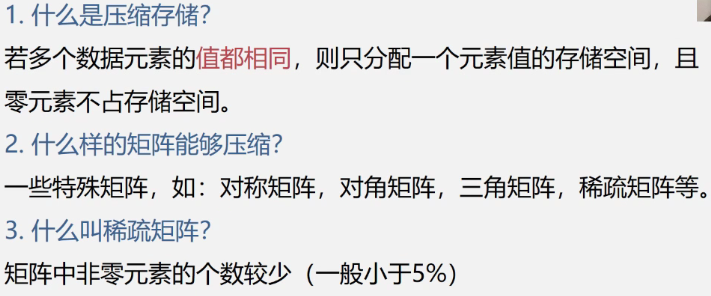 1. 什么是压缩存储？
若多个数据元素的值都相同，则只分配一个元素值的存储空间，且
零元素不占存储空间。
2. 什么样的矩阵能够压缩？
一些特殊矩阵，如：对称矩阵，对角矩阵，三角矩阵，稀疏矩阵等。
3. 什么叫稀疏矩阵？
矩阵中非零元素的个数较少（一般小于5%）